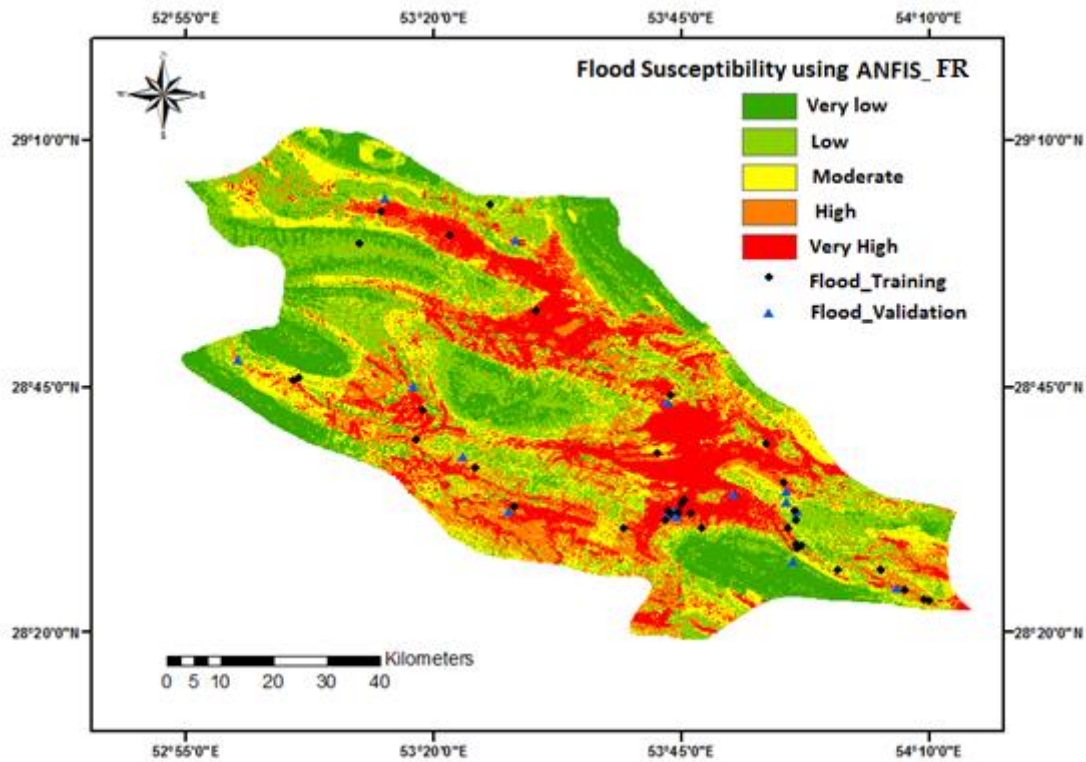 52°55'0"E 53°20'0"E 53°45'0"E 54°10'0"E
N
W E
S
Flood Susceptibility using ANFIS_ FR
Very low
Low
Moderate
High
Very High
Flood_Training
Flood_Validation
29°10'0"N 29°10'0"N
28°45'0"N 28°45'0"N
28°20'0"N 28°20'0"N
Kilometers
0 5 10 20 30 40
52°55'0"E 53°20'0"E 53°45'0"E 54°10'0"E